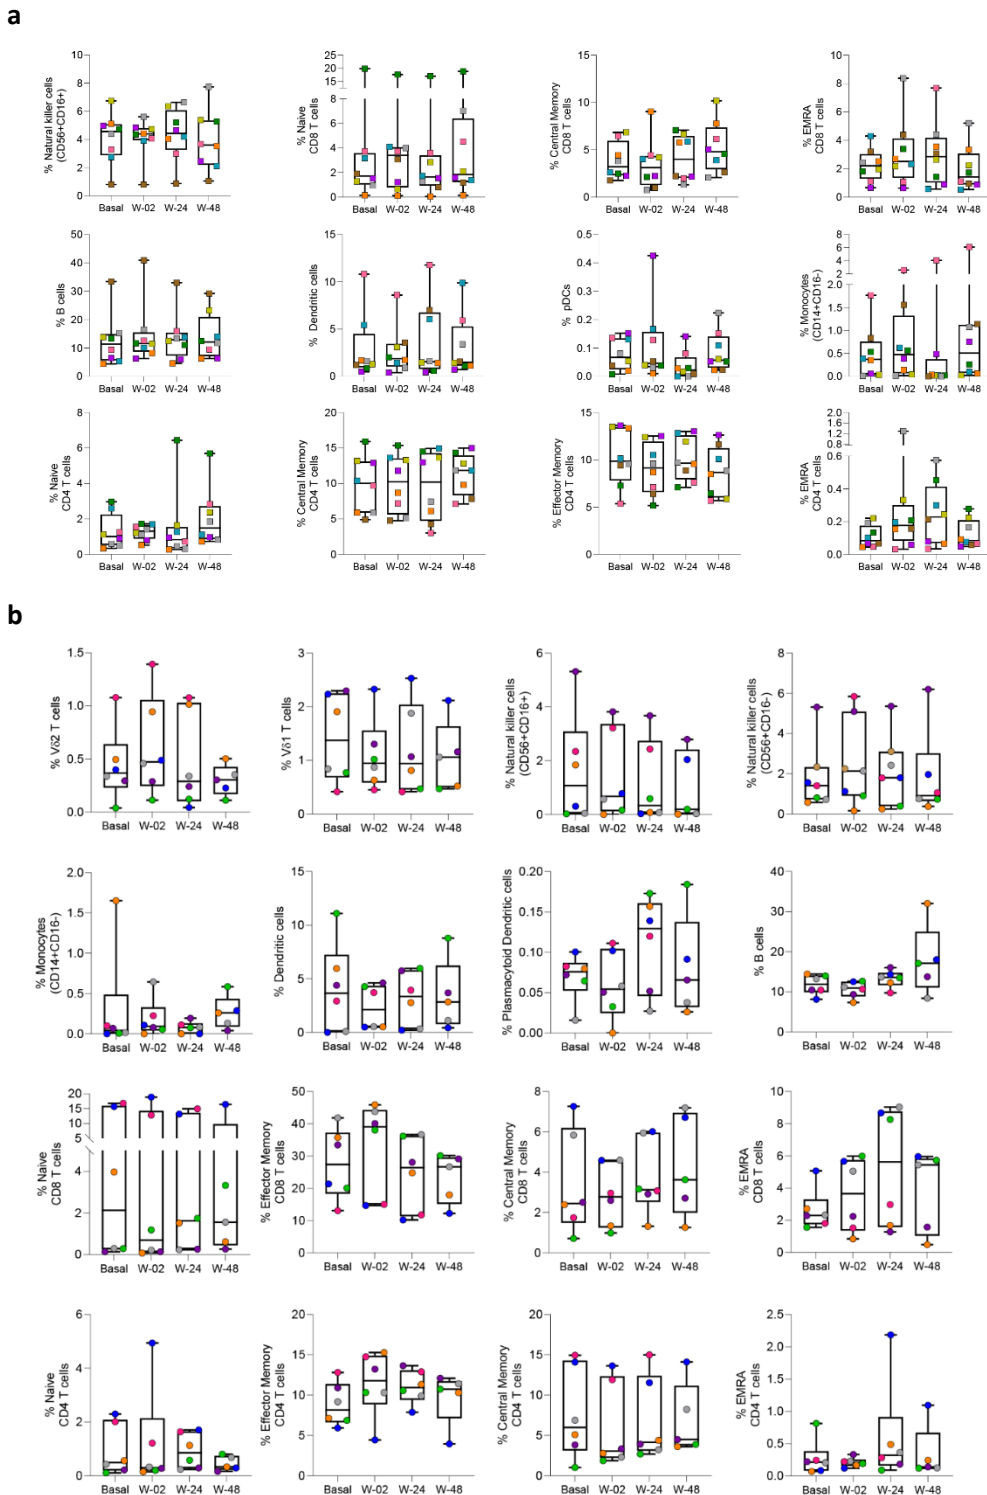 a
% Natural killer cells
(CD56+CD16+)
10
8
6
4
2
0
Basal W-02 W-24 W-48
% Naive
CD8 T cells
25
20
15
10
8
6
4
2
0
Basal W-02 W-24 W-48
% Central Memory
CD8 T cells
15
10
5
0
Basal W-02 W-24 W-48
% EMRA
CD8 T cells
10
8
6
4
2
0
Basal W-02 W-24 W-48
% B cells
50
40
30
20
10
0
Basal W-02 W-24 W-48
% Dendritic cells
15
10
5
0
Basal W-02 W-24 W-48
% pDCs
0.5
0.4
0.3
0.2
0.1
0.0
Basal W-02 W-24 W-48
% Monocytes
(CD14+CD16-)
8
6
4
2
2.0
1.5
1.0
0.5
0.0
Basal W-02 W-24 W-48
% Naive
CD4 T cells
8
6
4
2
0
Basal W-02 W-24 W-48
% Central Memory
CD4 T cells
20
15
10
5
0
Basal W-02 W-24 W-48
% Effector Memory
CD4 T cells
15
10
5
0
Basal W-02 W-24 W-48
% EMRA
CD4 T cells
2.0
1.6
1.2
0.8
0.6
0.4
0.2
0.0
Basal W-02 W-24 W-48
b
% Vδ2 T cells
1.5
1.0
0.5
0.0
Basal W-02 W-24 W-48
% Vδ1 T cells
3
2
1
0
Basal W-02 W-24 W-48
% Natural killer cells
(CD56+CD16+)
6
4
2
0
Basal W-02 W-24 W-48
% Natural killer cells
(CD56+CD16-)
8
6
4
2
0
Basal W-02 W-24 W-48
% Monocytes
(CD14+CD16-)
2.0
1.5
1.0
0.5
0.0
Basal W-02 W-24 W-48
% Dendritic cells
15
10
5
0
Basal W-02 W-24 W-48
% Plasmacytoid Dendritic cells
0.20
0.15
0.10
0.05
0.00
Basal W-02 W-24 W-48
% B cells
40
30
20
10
0
Basal W-02 W-24 W-48
% Naive
CD8 T cells
20
15
10
5
4
2
0
Basal W-02 W-24 W-48
% Effector Memory
CD8 T cells
50
40
30
20
10
0
Basal W-02 W-24 W-48
% Central Memory
CD8 T cells
8
6
4
2
0
Basal W-02 W-24 W-48
% EMRA
CD8 T cells
10
8
6
4
2
0
Basal W-02 W-24 W-48
% Naive
CD4 T cells
6
4
2
0
Basal W-02 W-24 W-48
% Effector Memory
CD4 T cells
20
15
10
5
0
Basal W-02 W-24 W-48
% Central Memory
CD4 T cells
20
15
10
5
0
Basal W-02 W-24 W-48
% EMRA
CD4 T cells
2.5
2.0
1.5
1.0
0.5
0.0
Basal W-02 W-24 W-48